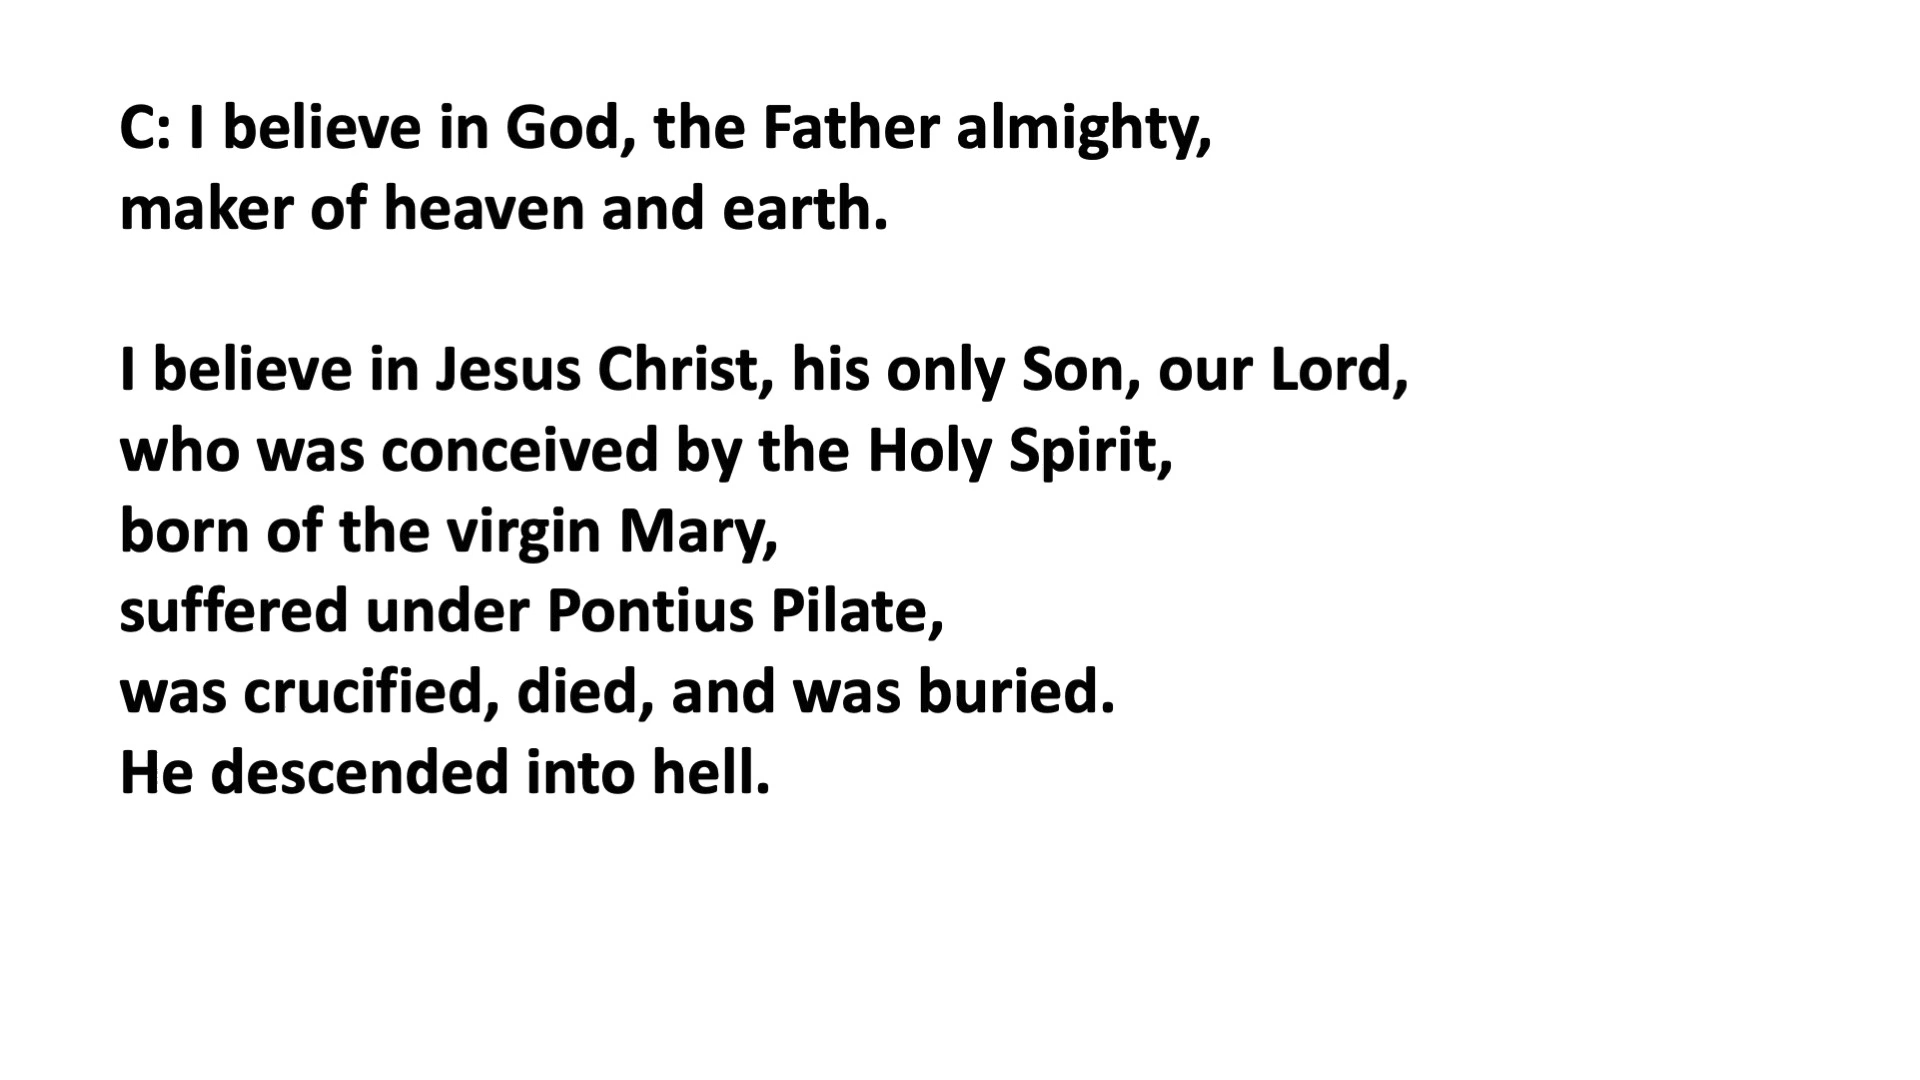 C: I believe in God, the Father almighty,
maker of heaven and earth.
I believe in Jesus Christ, his only Son, our Lord,
who was conceived by the Holy Spirit,
born of the virgin Mary,
suffered under Pontius Pilate,
was crucified, died, and was buried.
He descended into hell.